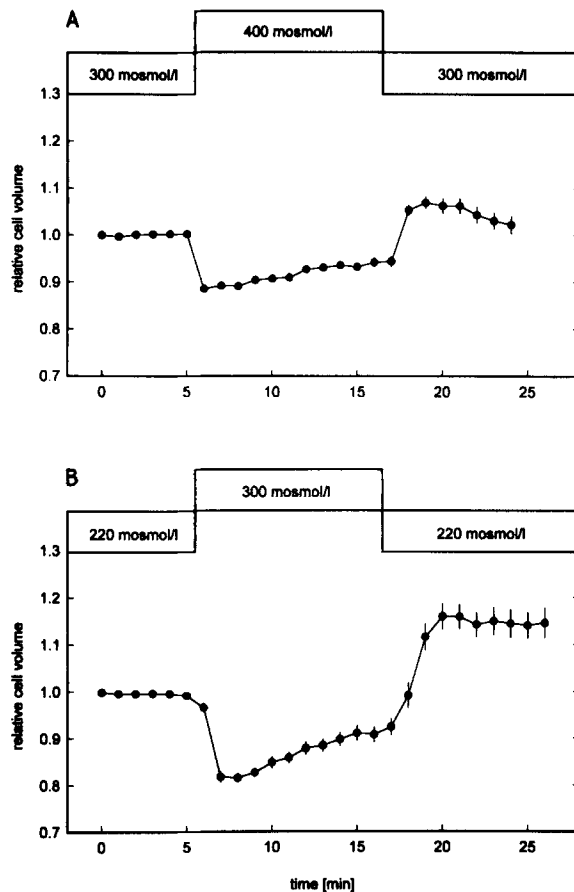 A
400 mosmol/l
300 mosmol/l 300 mosmol/l
1.3
1.2
1.1
1.0
0.9
0.8
0.7
relative cell volume
0 5 10 15 20 25
B
300 mosmol/l
220 mosmol/l 220 mosmol/l
1.3
1.2
1.1
1.0
0.9
0.8
0.7
relative cell volume
0 5 10 15 20 25
time [min]